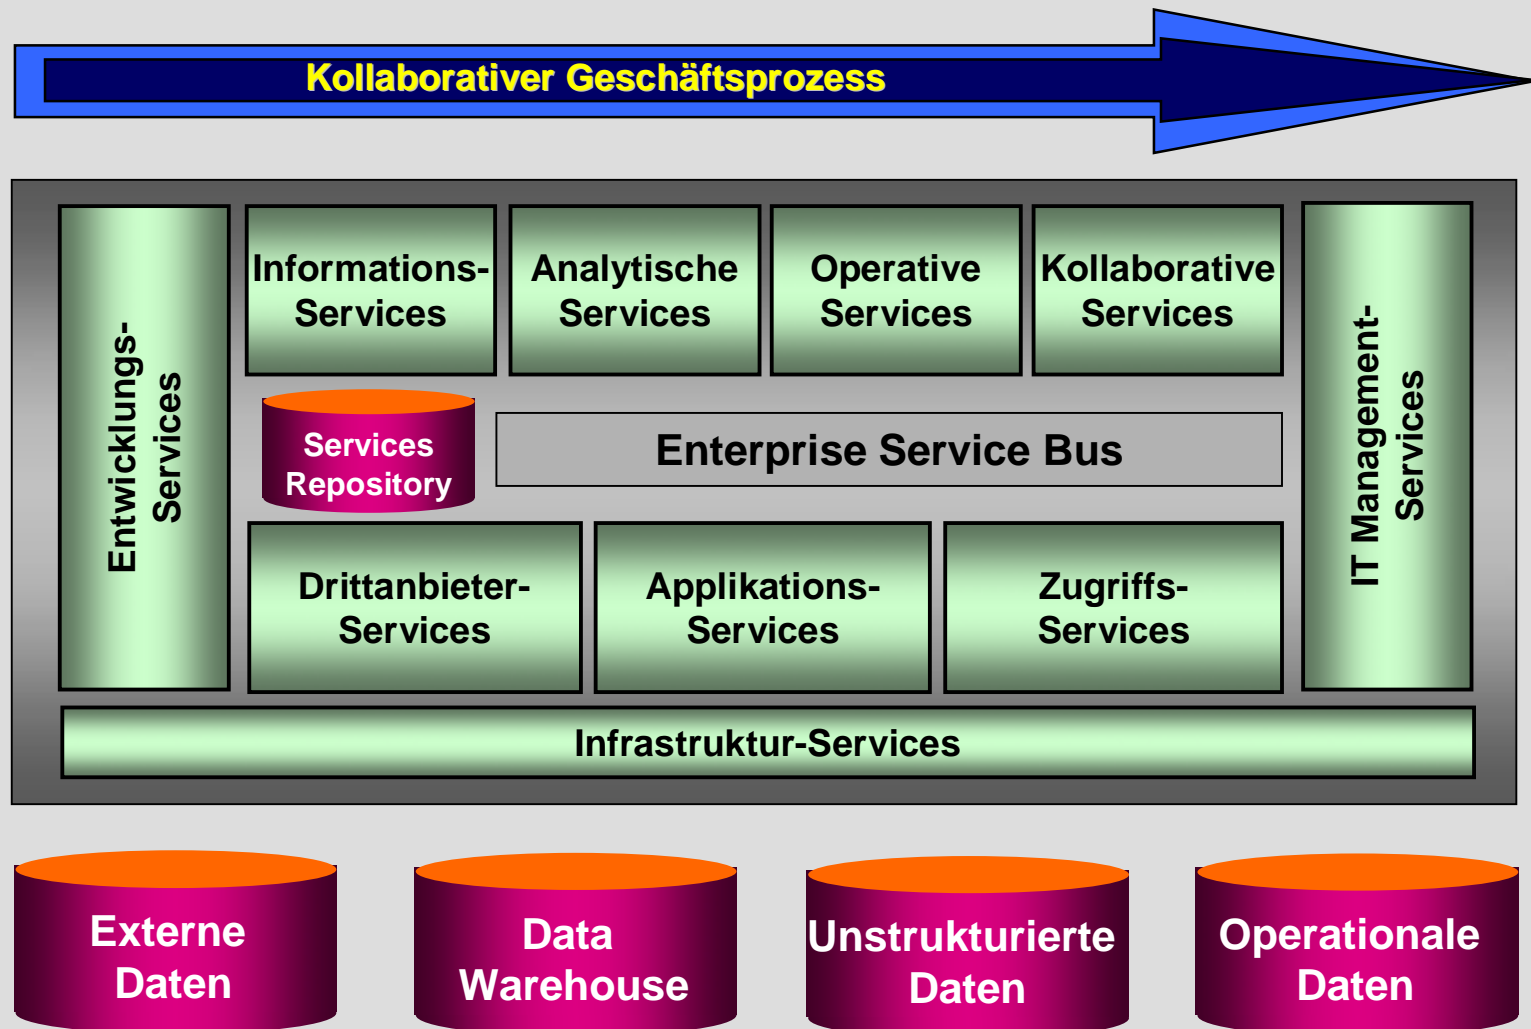 Kollaborativer Geschäftsprozess
Entwicklungs-
Services
Informations-
Services
Analytische
Services
Operative
Services
Kollaborative
Services
IT Management-
Services
Services
Repository
Enterprise Service Bus
Drittanbieter-
Services
Applikations-
Services
Zugriffs-
Services
Infrastruktur-Services
Externe
Daten
Data
Warehouse
Unstrukturierte
Daten
Operationale
Daten